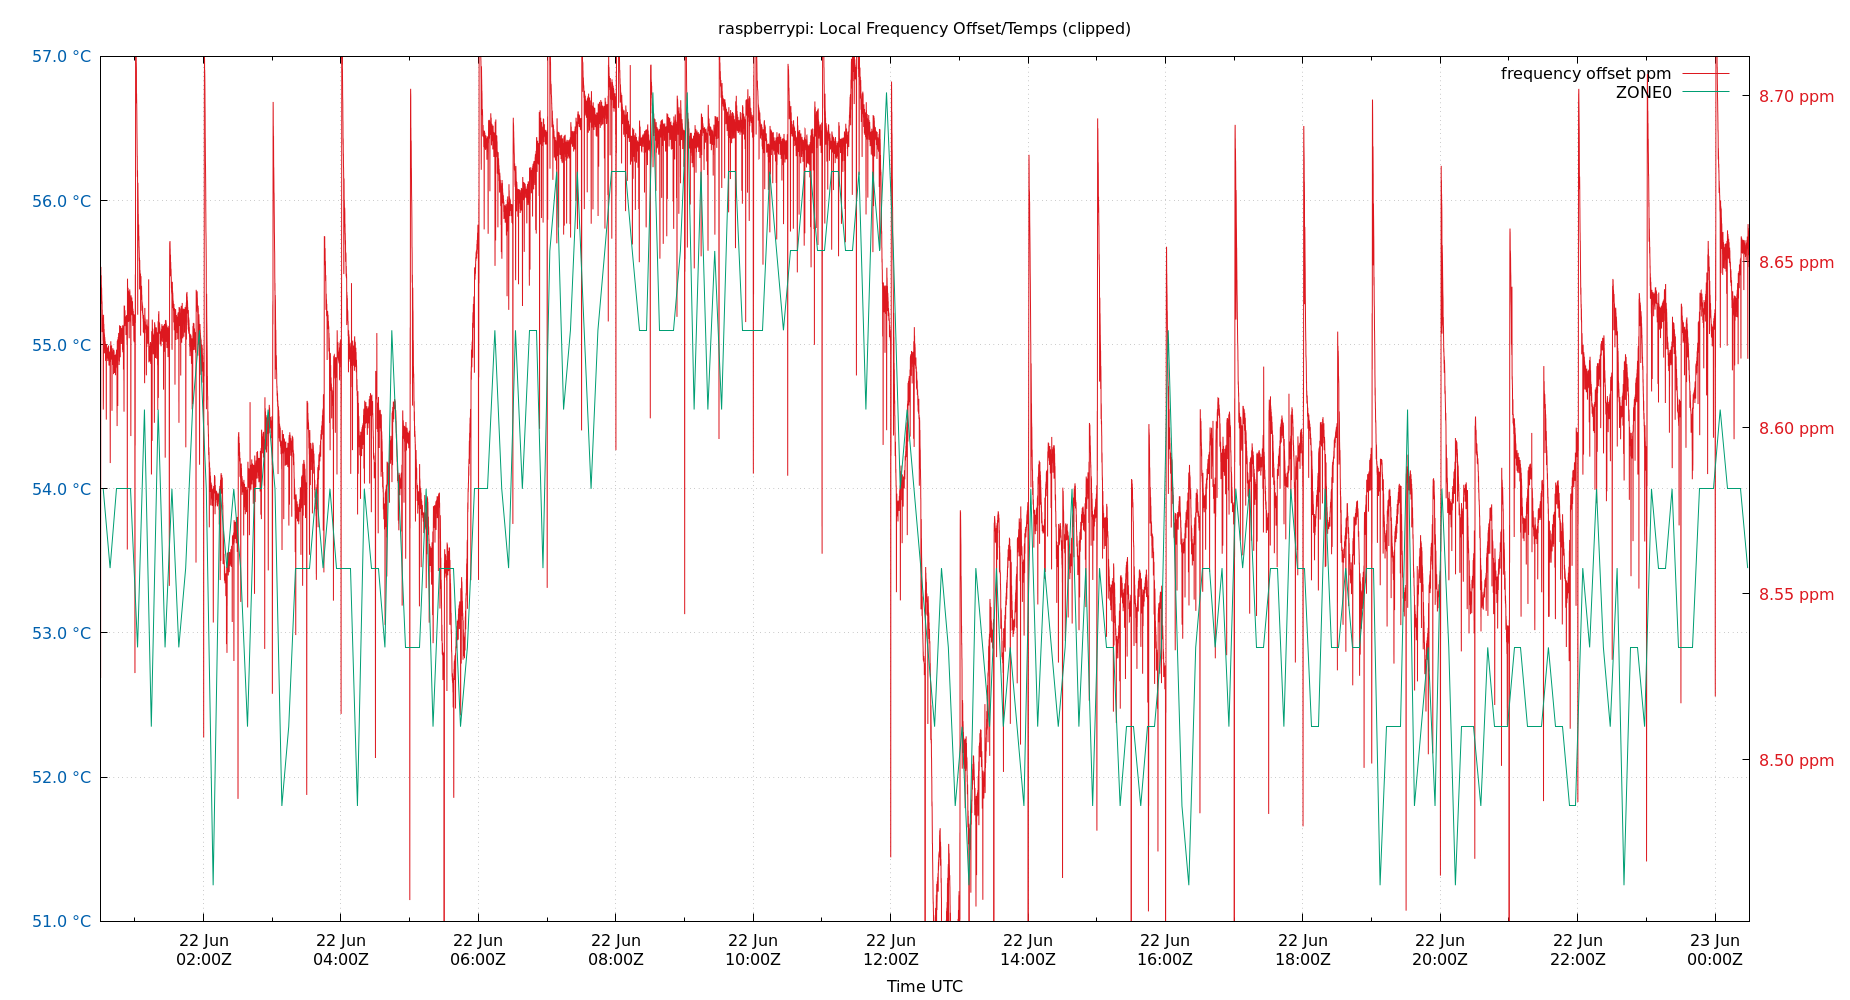 raspberrypi: Local Frequency Offset/Temps (clipped)
frequency offset ppm
ZONE0
57.0 °C
56.0 °C
55.0 °C
54.0 °C
53.0 °C
52.0 °C
51.0 °C
8.70 ppm
8.65 ppm
8.60 ppm
8.55 ppm
8.50 ppm
22 Jun 22 Jun 22 Jun 22 Jun 22 Jun 22 Jun 22 Jun 22 Jun 22 Jun 22 Jun 22 Jun 23 Jun
02:00Z 04:00Z 06:00Z 08:00Z 10:00Z 12:00Z 14:00Z 16:00Z 18:00Z 20:00Z 22:00Z 00:00Z
Time UTC